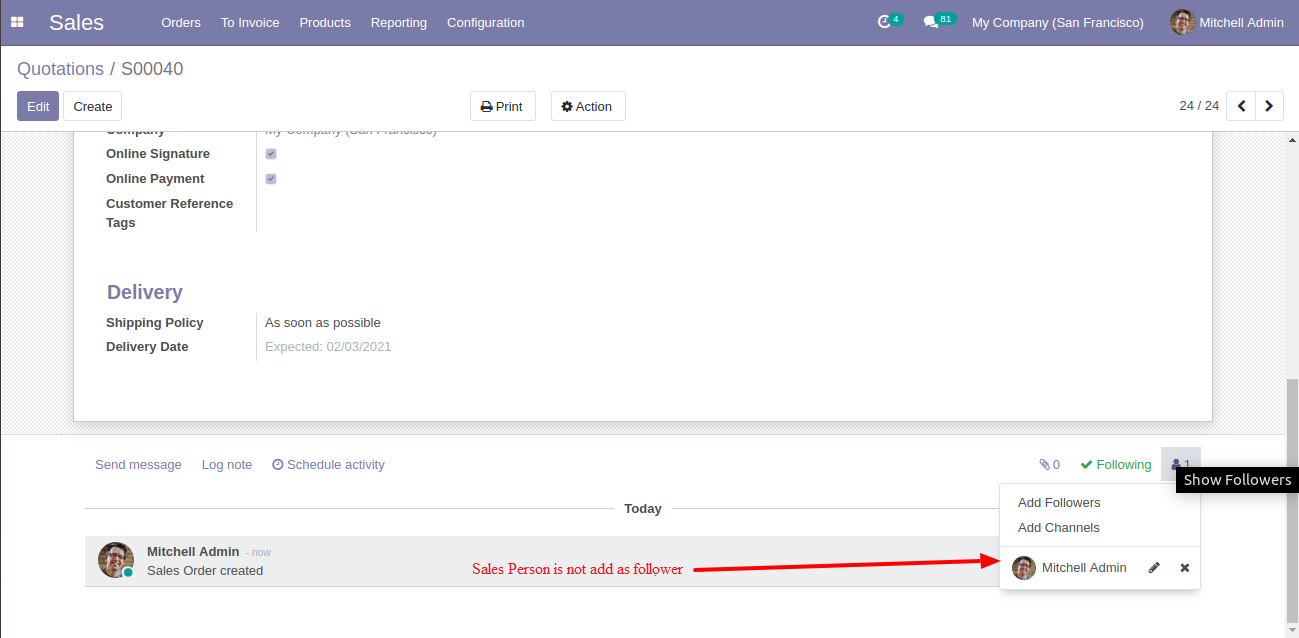 Sales Orders To Invoice Products Reporting Configuration 4 81 My Company (San Francisco) Mitchell Admin
Quotations / S00040
Edit Create Print Action 24 / 24
Company My Company (San Francisco)
Online Signature
Online Payment
Customer Reference
Tags
Delivery
Shipping Policy As soon as possible
Delivery Date Expected: 02/03/2021
Send message Log note Schedule activity 0 Following 1
Show Followers
Add Followers
Add Channels
Today
Mitchell Admin - now
Sales Order created
Sales Person is not add as follower
Mitchell Admin